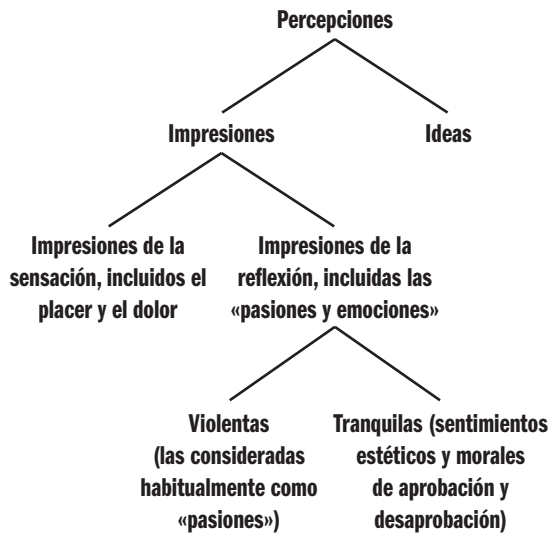 Percepciones
Impresiones
Ideas
Impresiones de la
sensación, incluidos el
placer y el dolor
Impresiones de la
reflexión, incluidas las
«pasiones y emociones»
Violentas
(las consideradas
habitualmente como
«pasiones»)
Tranquilas (sentimientos
estéticos y morales
de aprobación y
desaprobación)